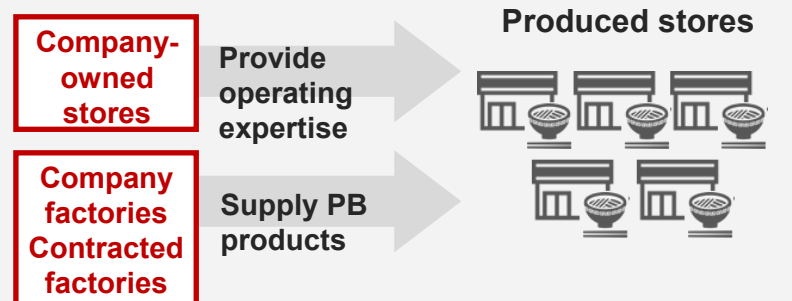 Produced stores
Company-
owned
stores
Provide
operating
expertise
Company
factories
Contracted
factories
Supply PB
products